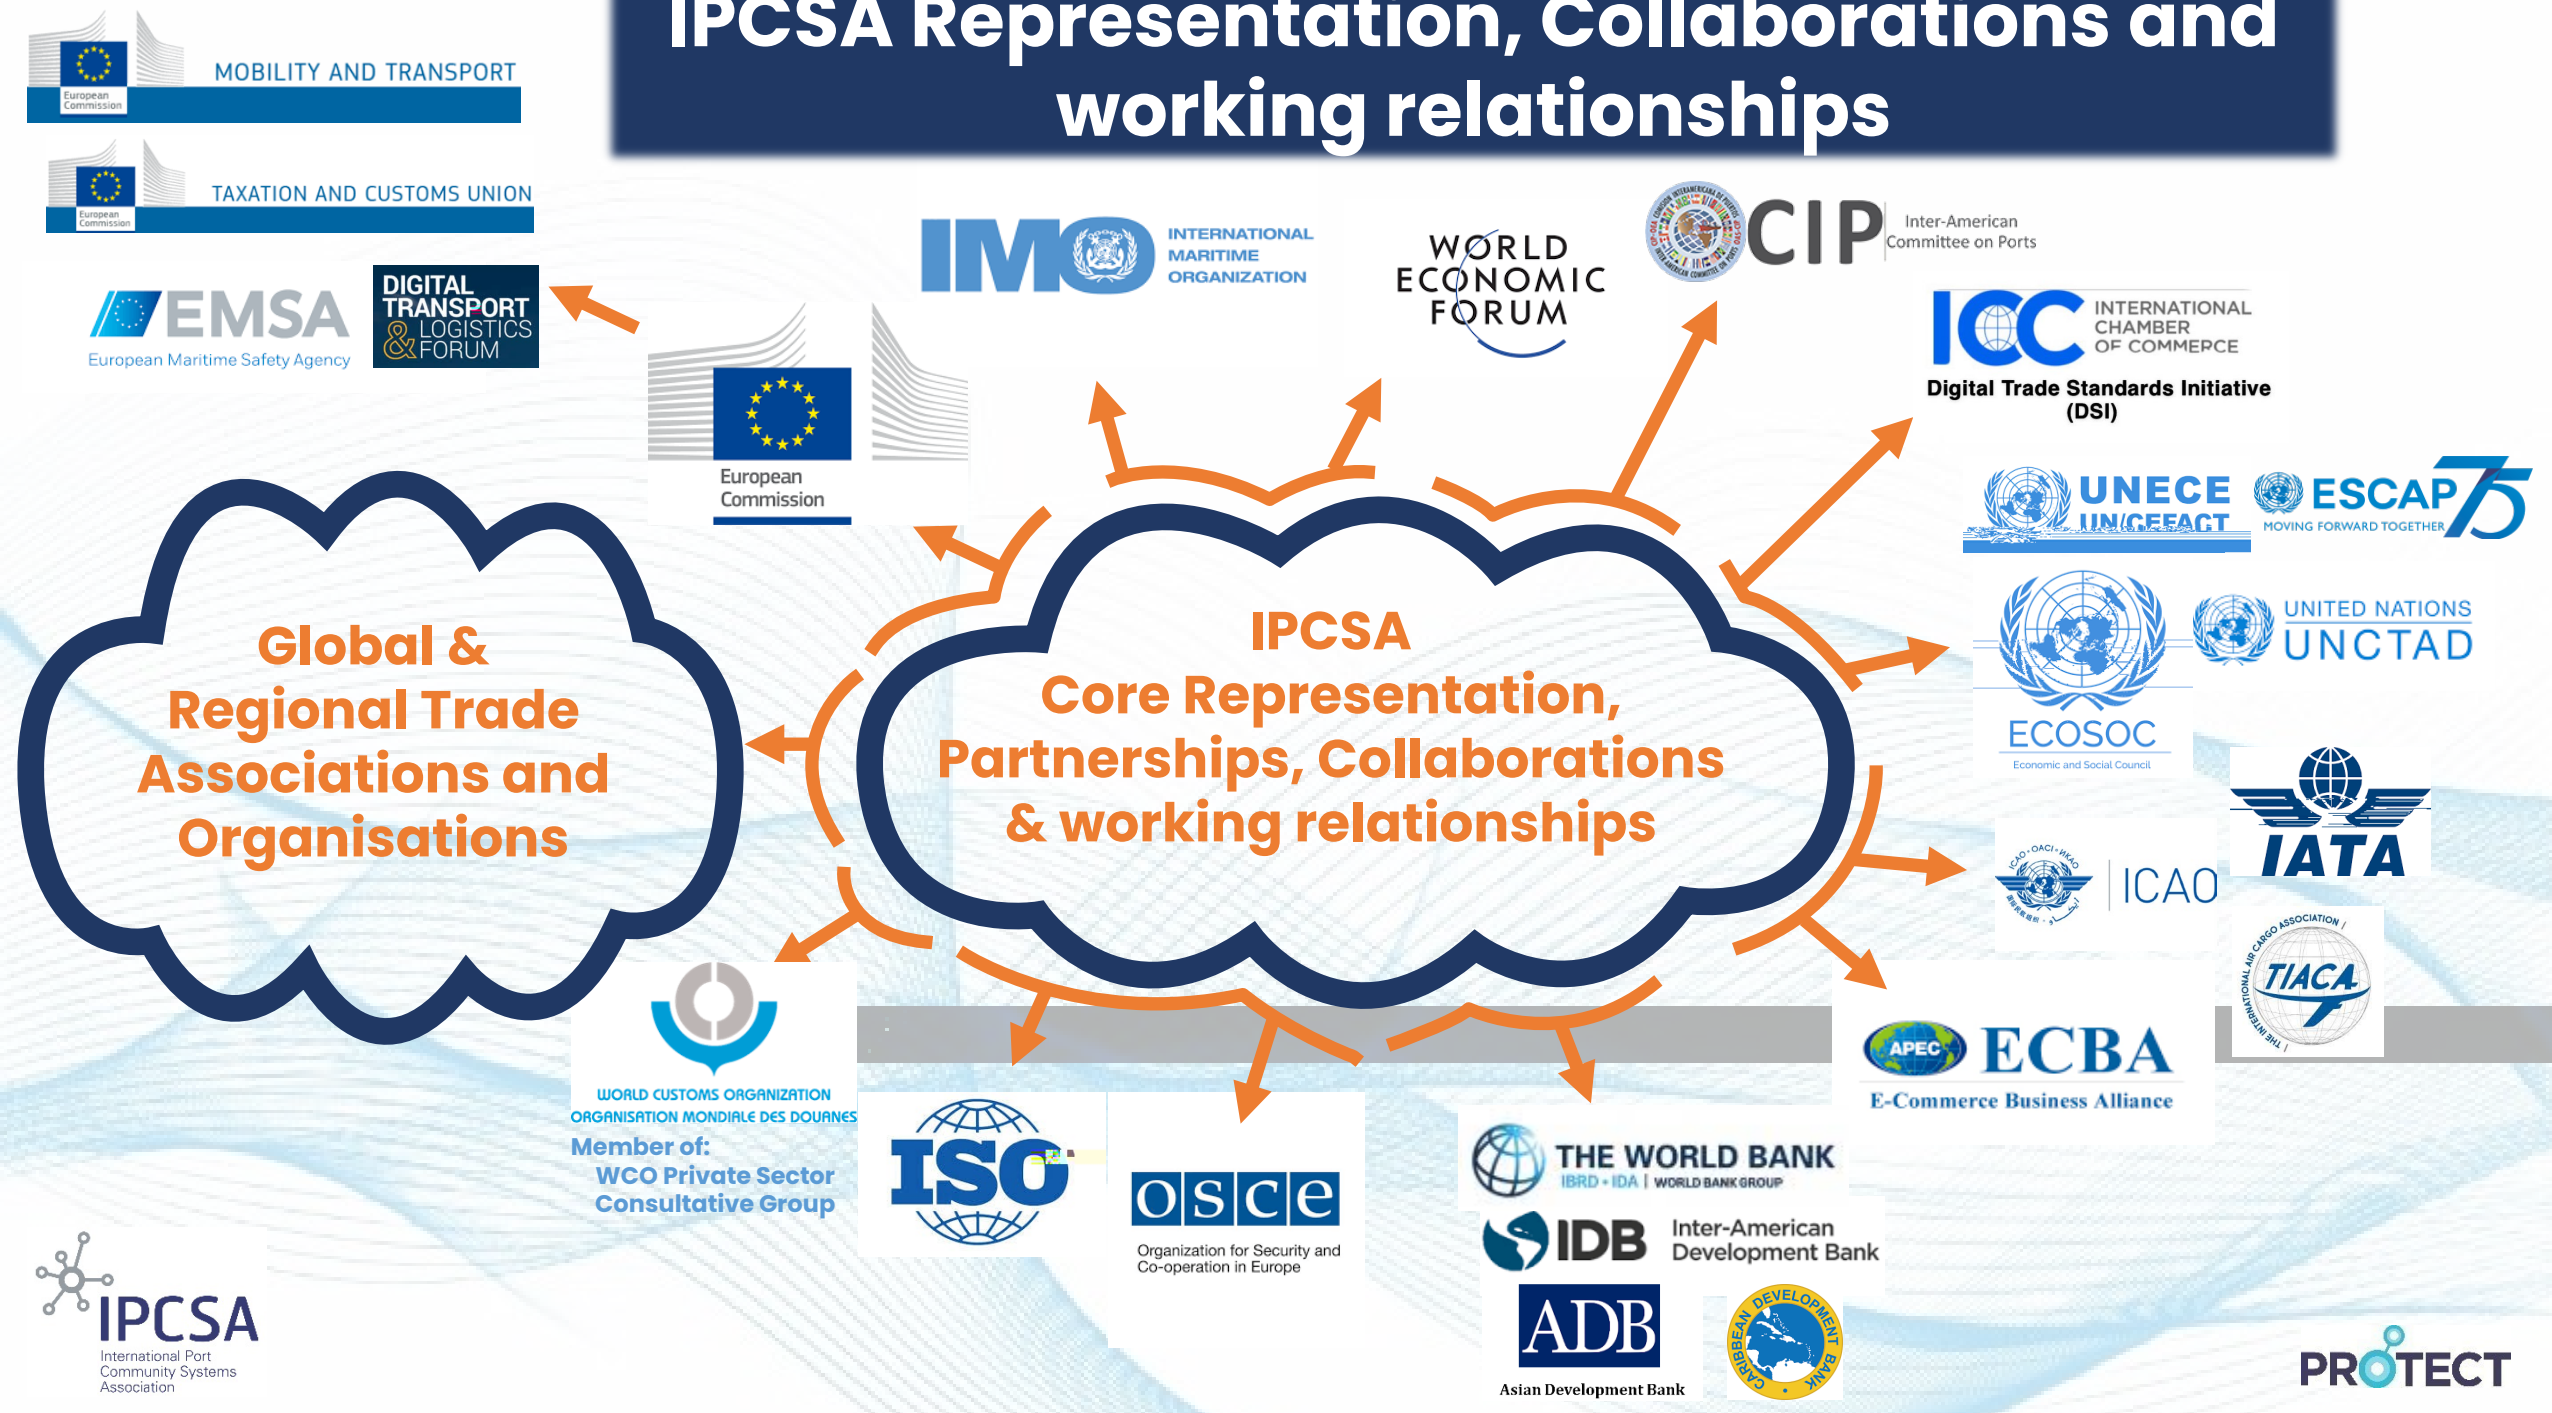 IPCSA Representation, Collaborations and
working relationships
European
Commission
MOBILITY AND TRANSPORT
European
Commission
TAXATION AND CUSTOMS UNION
EMSA
European Maritime Safety Agency
DIGITAL
TRANSPORT
& LOGISTICS
FORUM
European
Commission
IMO
INTERNATIONAL
MARITIME
ORGANIZATION
WORLD
ECONOMIC
FORUM
CIP
Inter-American
Committee on Ports
ICC
INTERNATIONAL
CHAMBER
OF COMMERCE
Digital Trade Standards Initiative
(DSI)
UNECE
UN/CEFACT
ESCAP 75
MOVING FORWARD TOGETHER
ECOSOC
Economic and Social Council
UNITED NATIONS
UNCTAD
Global &
Regional Trade
Associations and
Organisations
IPCSA
Core Representation,
Partnerships, Collaborations
& working relationships
IATA
ICAO · OACI · ИКАО
ICAO
THE INTERNATIONAL AIR CARGO ASSOCIATION
TIACA
APEC
ECBA
E-Commerce Business Alliance
WORLD CUSTOMS ORGANIZATION
ORGANISATION MONDIALE DES DOUANES
Member of:
WCO Private Sector
Consultative Group
ISO
OSCE
Organization for Security and
Co-operation in Europe
THE WORLD BANK
IBRD • IDA | WORLD BANK GROUP
IDB
Inter-American
Development Bank
ADB
Asian Development Bank
CARIBBEAN DEVELOPMENT BANK
IPCSA
International Port
Community Systems
Association
PROTECT